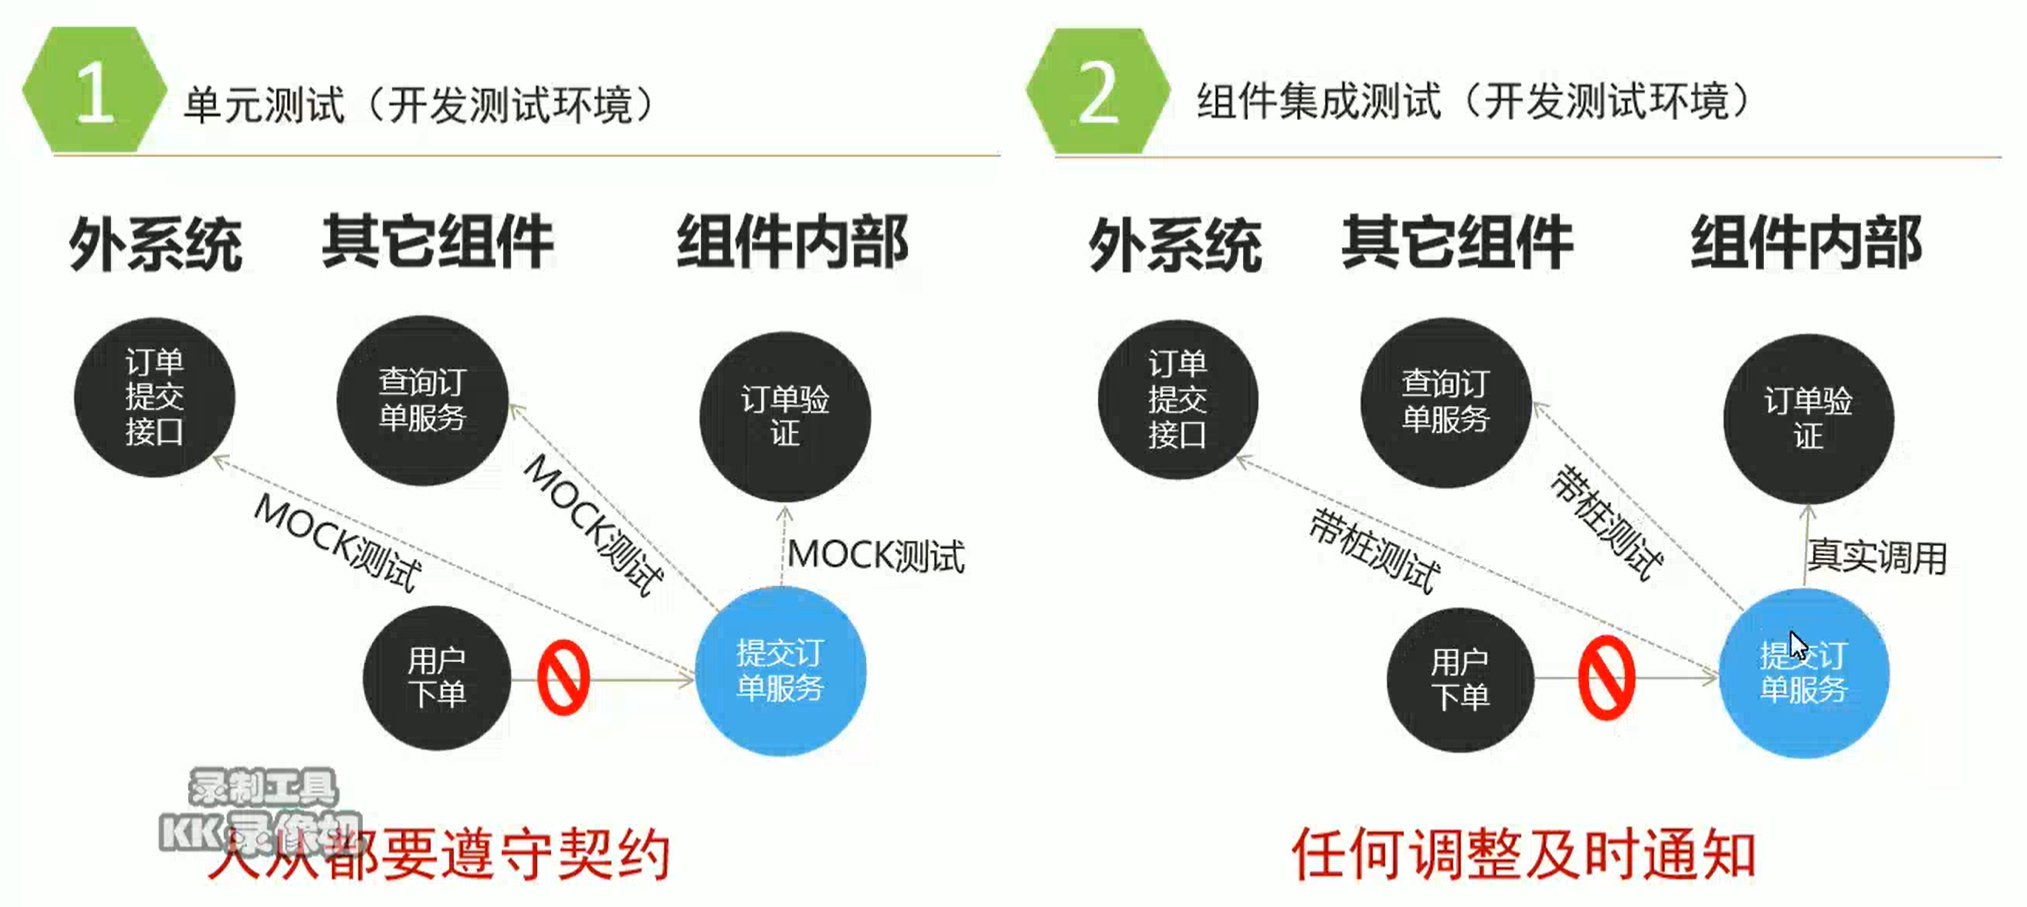 1
单元测试（开发测试环境）
外系统
其它组件
组件内部
订单
提交
接口
查询订
单服务
订单验
证
MOCK测试
MOCK测试
MOCK测试
用户
下单
提交订
单服务
录制工具
KK录像机
人人都要遵守契约
2
组件集成测试（开发测试环境）
外系统
其它组件
组件内部
订单
提交
接口
查询订
单服务
订单验
证
带桩测试
带桩测试
真实调用
用户
下单
提交订
单服务
任何调整及时通知